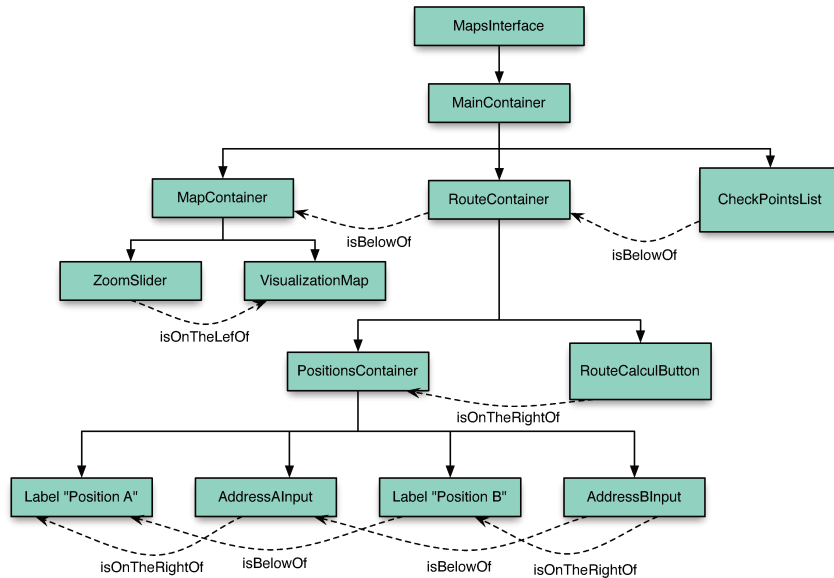 MapsInterface
MainContainer
MapContainer
RouteContainer
CheckPointsList
isBelowOf
isBelowOf
ZoomSlider
VisualizationMap
isOnTheLefOf
PositionsContainer
RouteCalculButton
isOnTheRightOf
Label "Position A"
AddressAInput
Label "Position B"
AddressBInput
isOnTheRightOf
isBelowOf
isBelowOf
isOnTheRightOf